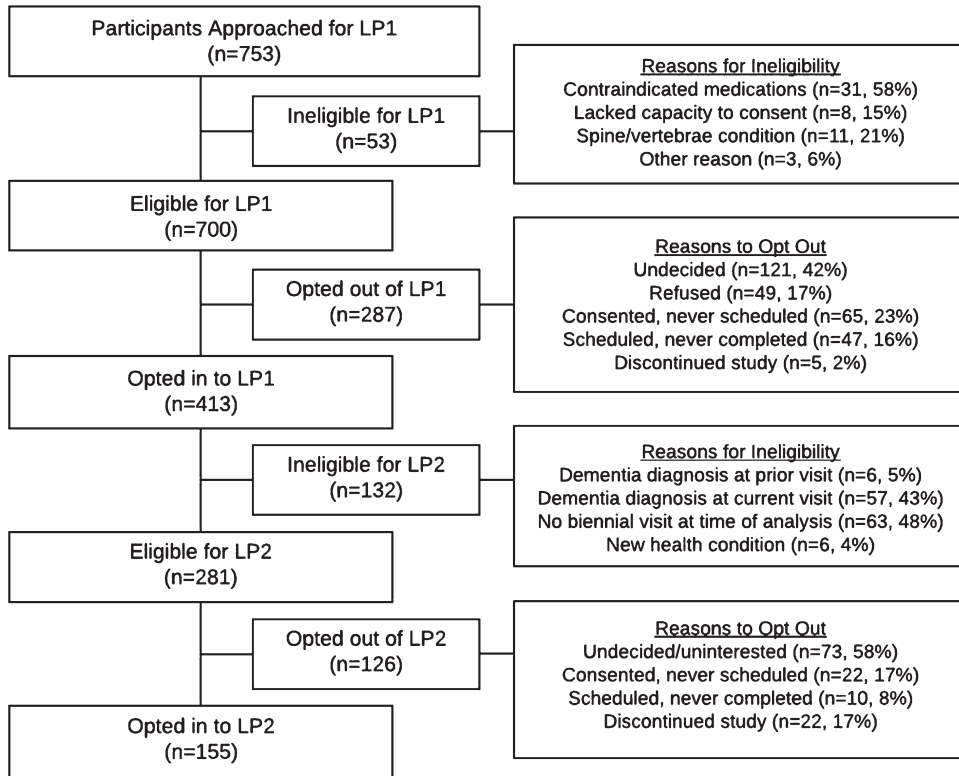 Participants Approached for LP1
(n=753)
Ineligible for LP1
(n=53)
Reasons for Ineligibility
Contraindicated medications (n=31, 58%)
Lacked capacity to consent (n=8, 15%)
Spine/vertebrae condition (n=11, 21%)
Other reason (n=3, 6%)
Eligible for LP1
(n=700)
Opted out of LP1
(n=287)
Reasons to Opt Out
Undecided (n=121, 42%)
Refused (n=49, 17%)
Consented, never scheduled (n=65, 23%)
Scheduled, never completed (n=47, 16%)
Discontinued study (n=5, 2%)
Opted in to LP1
(n=413)
Ineligible for LP2
(n=132)
Reasons for Ineligibility
Dementia diagnosis at prior visit (n=6, 5%)
Dementia diagnosis at current visit (n=57, 43%)
No biennial visit at time of analysis (n=63, 48%)
New health condition (n=6, 4%)
Eligible for LP2
(n=281)
Opted out of LP2
(n=126)
Reasons to Opt Out
Undecided/uninterested (n=73, 58%)
Consented, never scheduled (n=22, 17%)
Scheduled, never completed (n=10, 8%)
Discontinued study (n=22, 17%)
Opted in to LP2
(n=155)